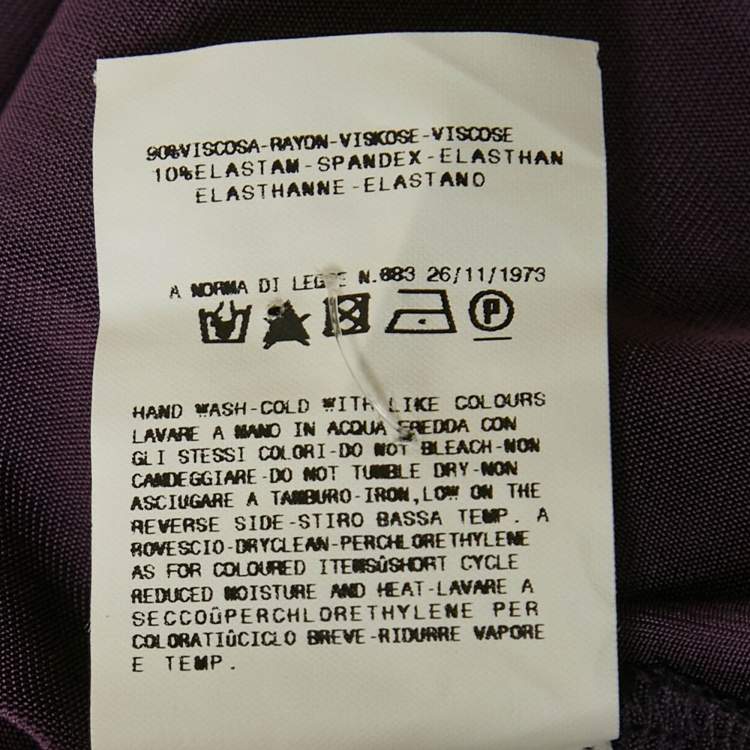 90%VISCOSA-RAYON-VISKOSE-VISCOSE
10%ELASTAM-SPANDEX-ELASTHAN
ELASTHANNE-ELASTANO
A NORMA DI LEGGE N.883 26/11/1973
P
HAND WASH-COLD WITH LIKE COLOURS
LAVARE A MANO IN ACQUA FREDDA CON
GLI STESSI COLORI-DO NOT BLEACH-NON
CANDEGGIARE-DO NOT TUMBLE DRY-NON
ASCIUGARE A TAMBURO-IRON,LOW ON THE
REVERSE SIDE-STIRO BASSA TEMP. A
ROVESCIO-DRYCLEAN-PERCHLORETHYLENE
AS FOR COLOURED ITEMSÛSHORT CYCLE
REDUCED MOISTURE AND HEAT-LAVARE A
SECCOÛPERCHLORETHYLENE PER
COLORATIÛCICLO BREVE-RIDURRE VAPORE
E TEMP.